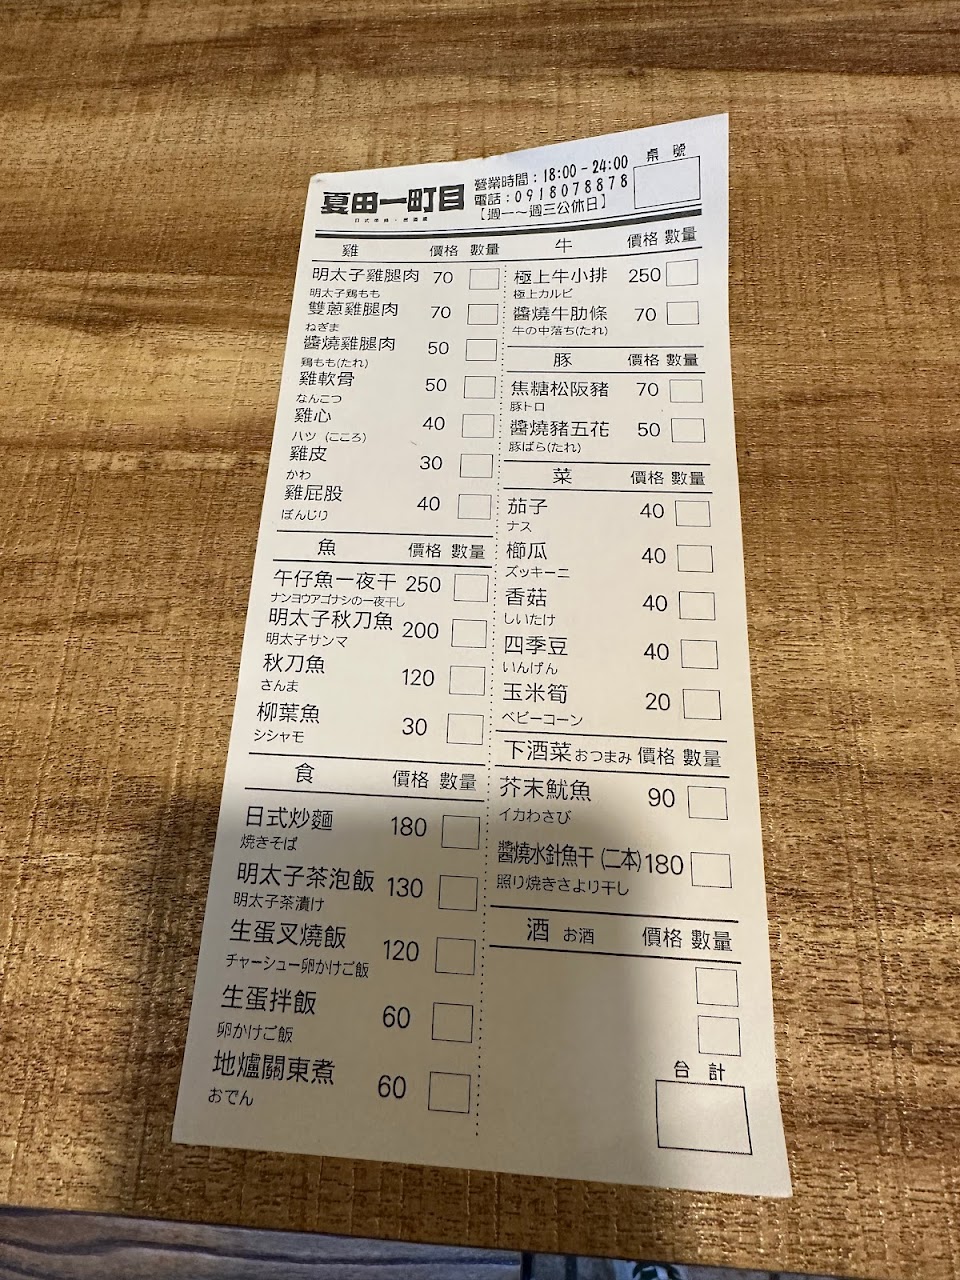 夏田一町目
營業時間：18:00-24:00
電話：0918078878
【週一～週三公休日】
桌號
雞 價格 數量
明太子雞腿肉 70
明太子鶏もも
雙蔥雞腿肉 70
ねぎま
醬燒雞腿肉 50
鶏もも(たれ)
雞軟骨 50
なんこつ
雞心 40
ハツ (こころ)
雞皮 30
かわ
雞屁股 40
ぼんじり
魚 價格 數量
午仔魚一夜干 250
ナンヨウアゴナシの一夜干し
明太子秋刀魚 200
明太子サンマ
秋刀魚 120
さんま
柳葉魚 30
シシャモ
食 價格 數量
日式炒麵 180
焼きそば
明太子茶泡飯 130
明太子茶漬け
生蛋叉燒飯 120
チャーシュー卵かけご飯
生蛋拌飯 60
卵かけご飯
地爐關東煮 60
おでん
牛 價格 數量
極上牛小排 250
極上カルビ
醬燒牛肋條 70
牛の中落ち(たれ)
豚 價格 數量
焦糖松阪豬 70
豚トロ
醬燒豬五花 50
豚ばら(たれ)
菜 價格 數量
茄子 40
ナス
櫛瓜 40
ズッキーニ
香菇 40
しいたけ
四季豆 40
いんげん
玉米筍 20
ベビーコーン
下酒菜 おつまみ 價格 數量
芥末魷魚 90
イカわさび
醬燒水針魚干 (二本) 180
照り焼きさより干し
酒 お酒 價格 數量
合計